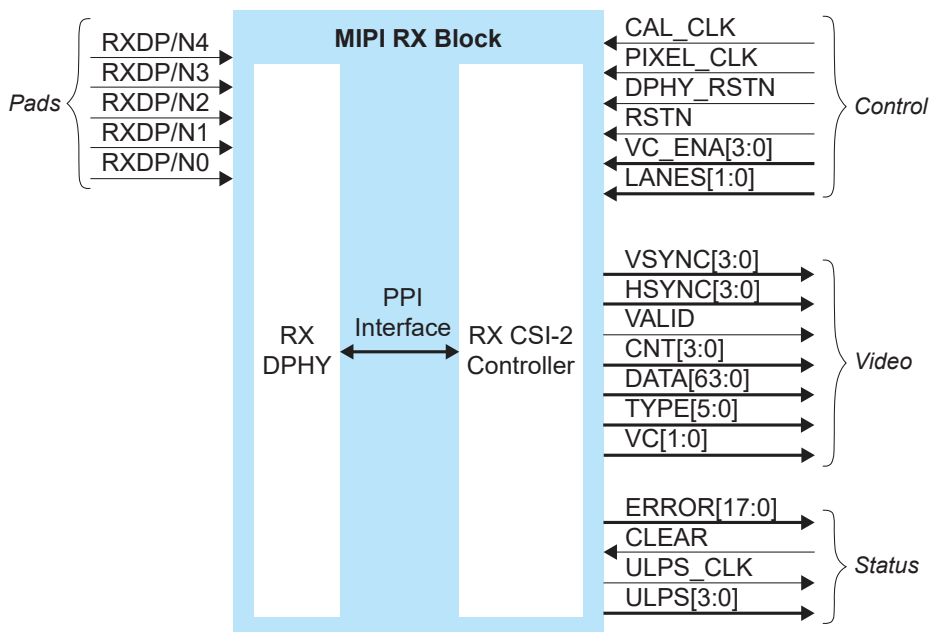 MIPI RX Block
Pads
RXDP/N4
RXDP/N3
RXDP/N2
RXDP/N1
RXDP/N0
RX
DPHY
PPI
Interface
RX CSI-2
Controller
CAL_CLK
PIXEL_CLK
DPHY_RSTN
RSTN
VC_ENA[3:0]
LANES[1:0]
Control
VSYNC[3:0]
HSYNC[3:0]
VALID
CNT[3:0]
DATA[63:0]
TYPE[5:0]
VC[1:0]
Video
ERROR[17:0]
CLEAR
ULPS_CLK
ULPS[3:0]
Status